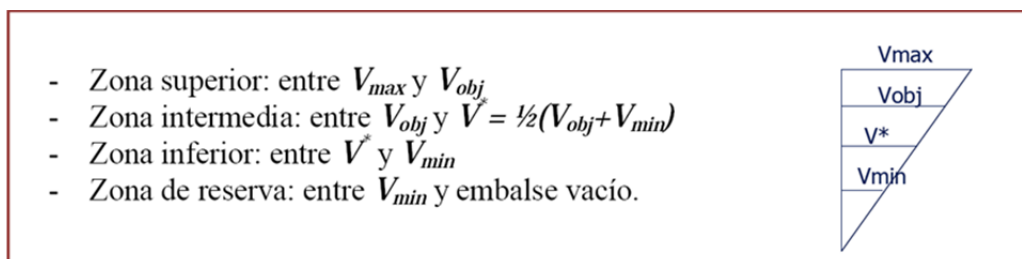 - Zona superior: entre Vmax y Vobj
- Zona intermedia: entre Vobj y V* = ½(Vobj+Vmin)
- Zona inferior: entre V* y Vmin
- Zona de reserva: entre Vmin y embalse vacío.
Vmax
Vobj
V*
Vmin